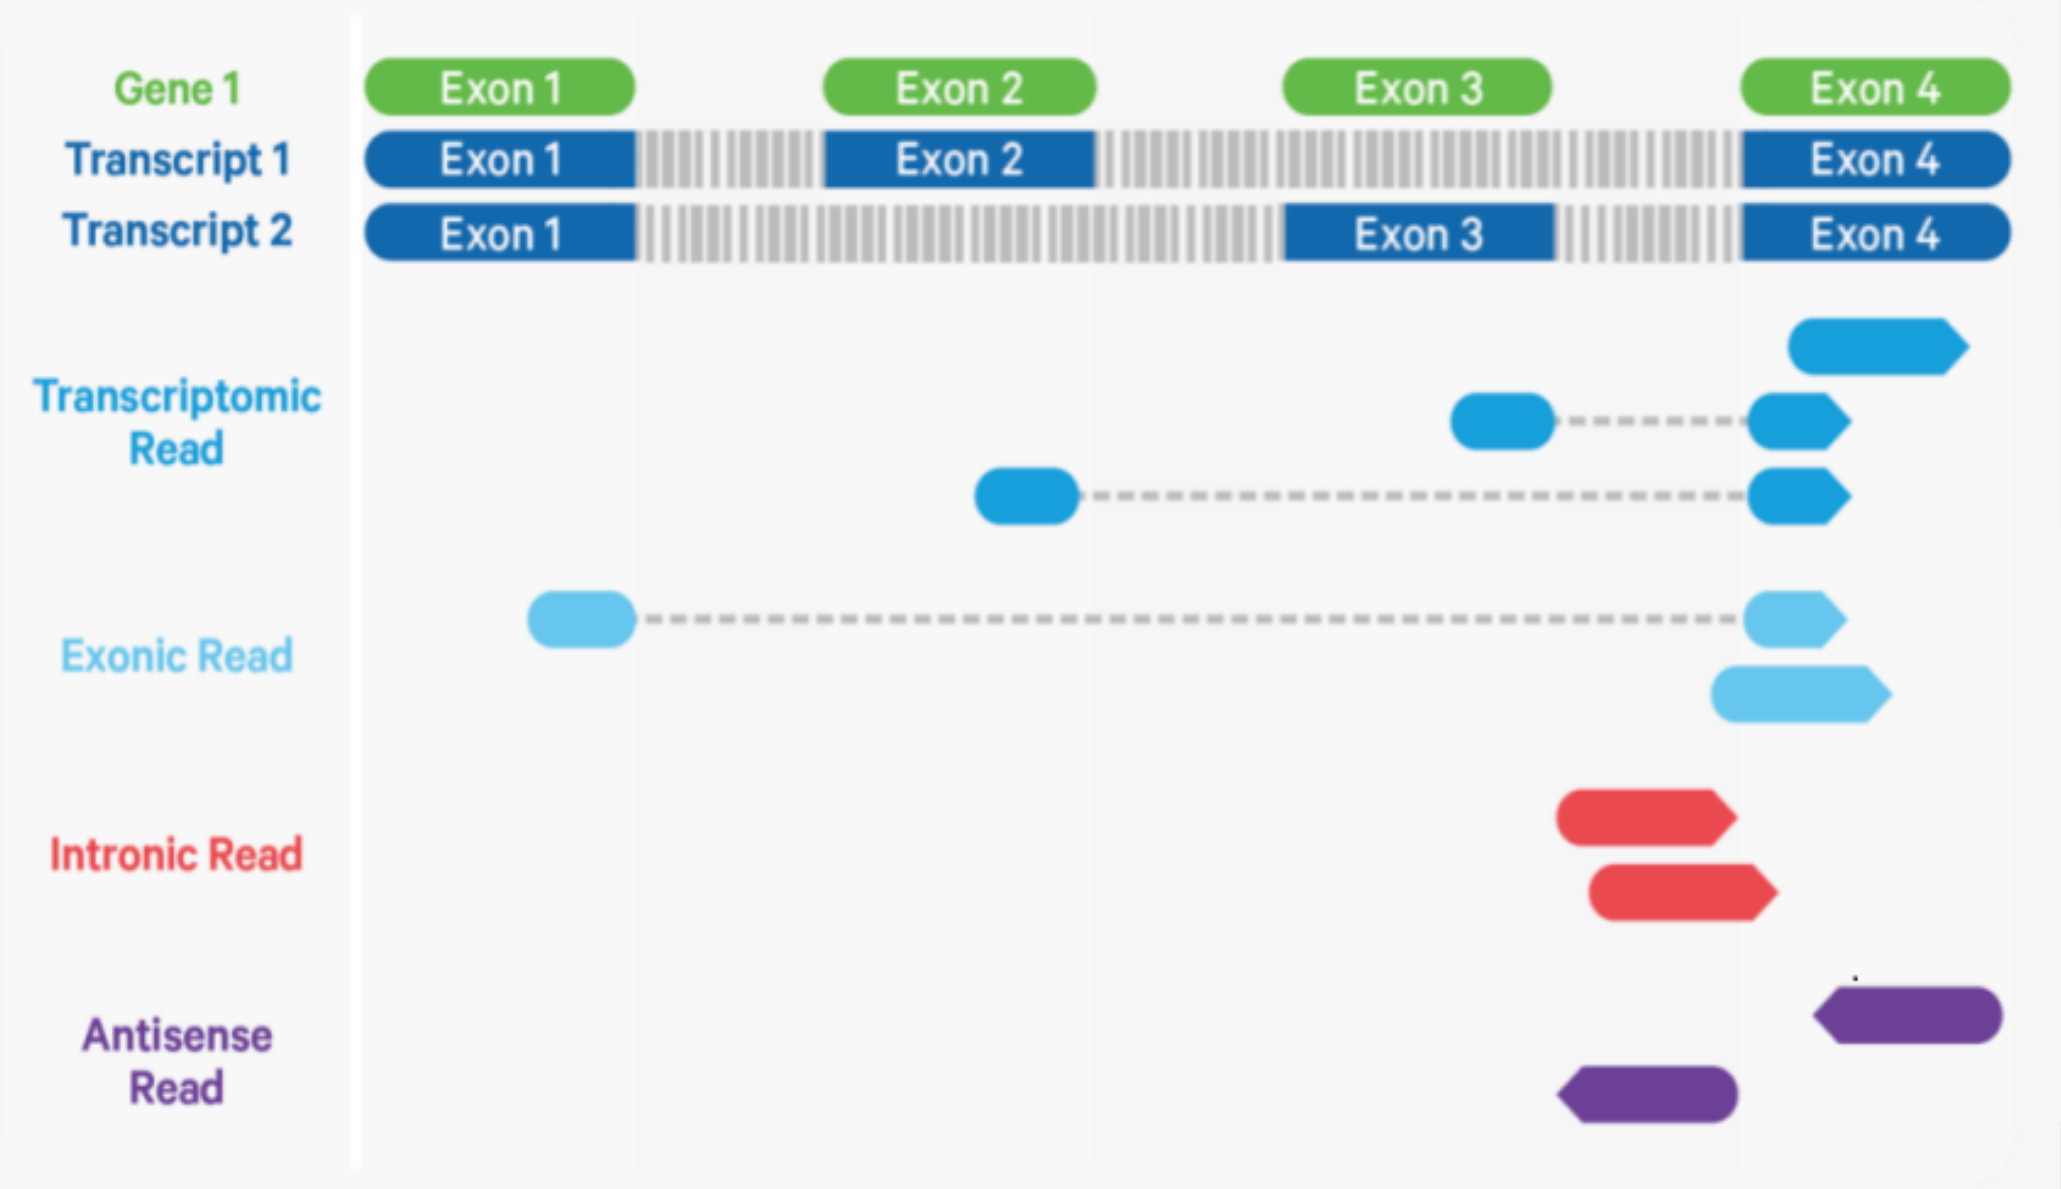 Gene 1 Exon 1 Exon 2 Exon 3 Exon 4
Transcript 1 Exon 1 Exon 2 Exon 4
Transcript 2 Exon 1 Exon 3 Exon 4
Transcriptomic
Read
Exonic Read
Intronic Read
Antisense
Read